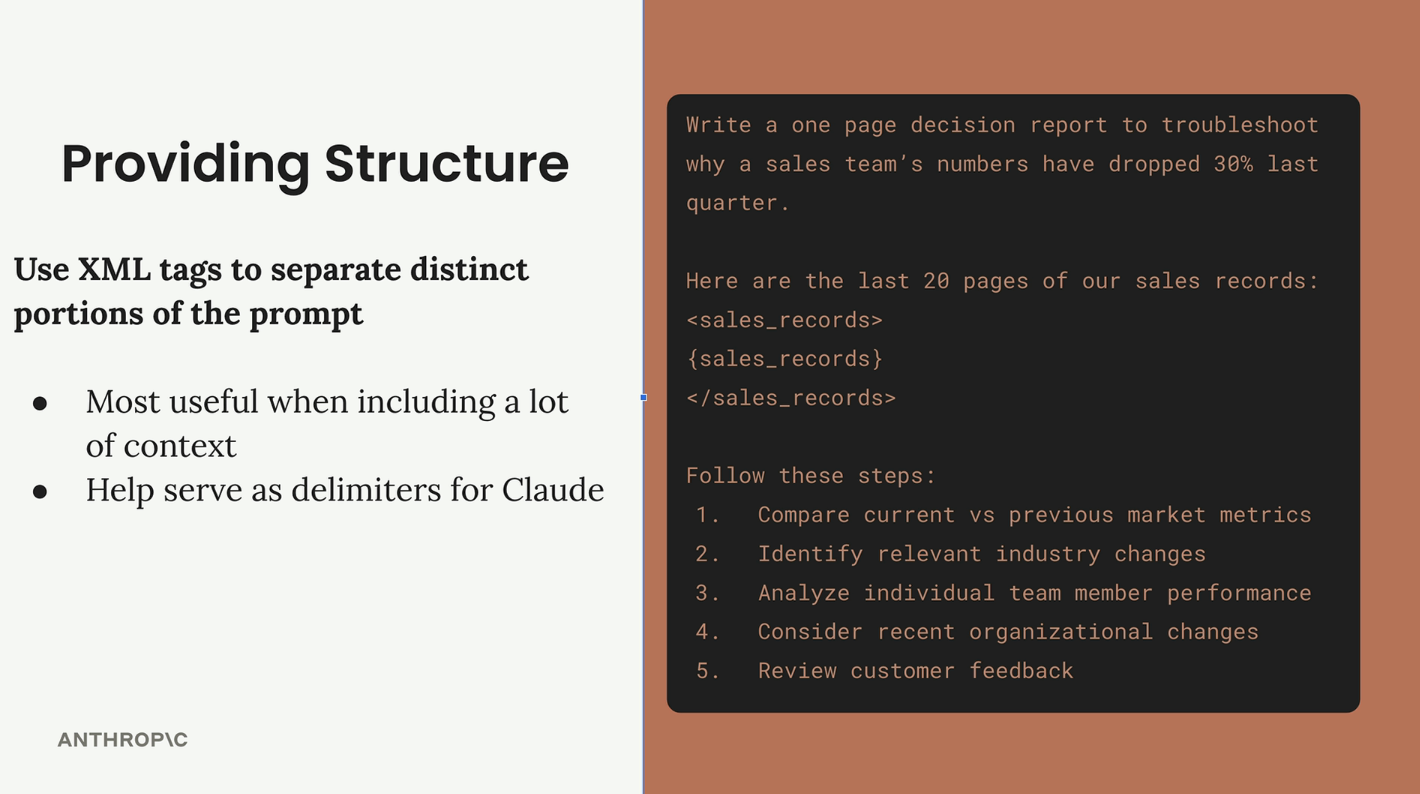 Providing Structure
Use XML tags to separate distinct
portions of the prompt
● Most useful when including a lot
of context
● Help serve as delimiters for Claude
ANTHROP\C
Write a one page decision report to troubleshoot
why a sales team’s numbers have dropped 30% last
quarter.
Here are the last 20 pages of our sales records:
<sales_records>
{sales_records}
</sales_records>
Follow these steps:
1. Compare current vs previous market metrics
2. Identify relevant industry changes
3. Analyze individual team member performance
4. Consider recent organizational changes
5. Review customer feedback